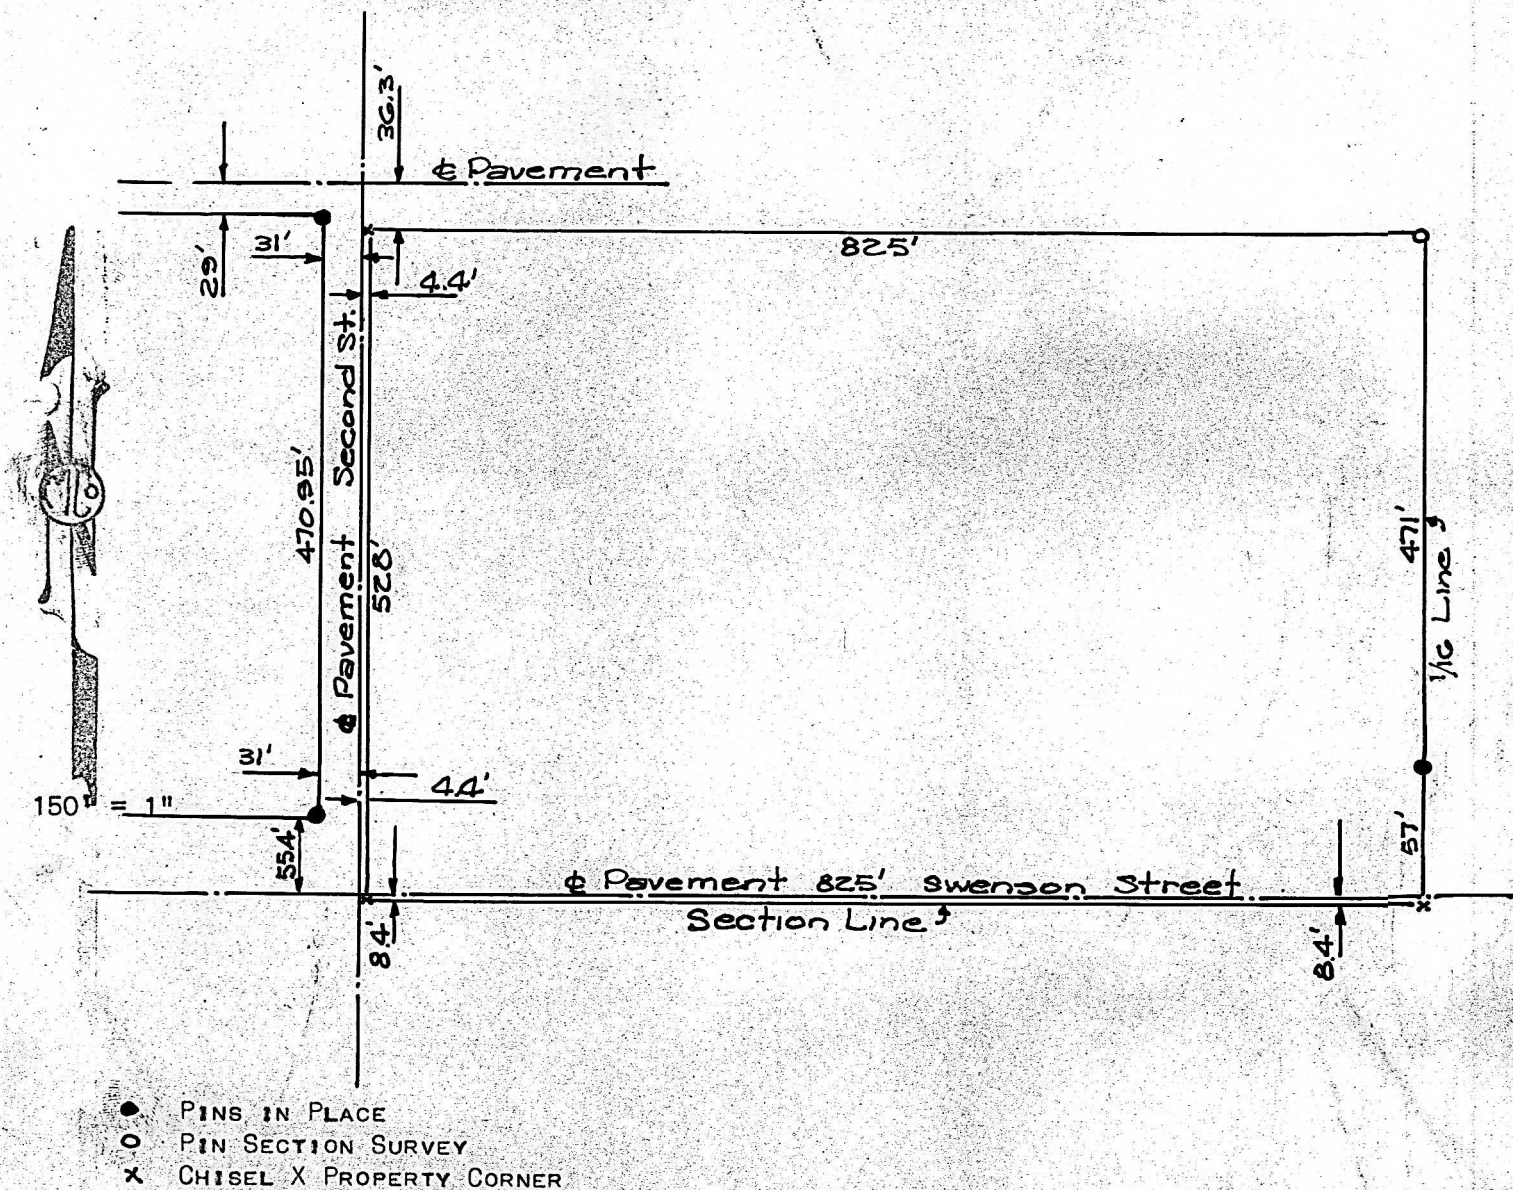 36.3'
℄ Pavement
29'
31'
825'
4.4'
℄ Pavement Second St.
470.95'
528'
471'
1/16 Line
31'
4.4'
150' = 1"
55.4'
57'
℄ Pavement 825' Swenson Street
Section Line
8.4'
8.4'
PINS IN PLACE
PIN SECTION SURVEY
x CHISEL X PROPERTY CORNER